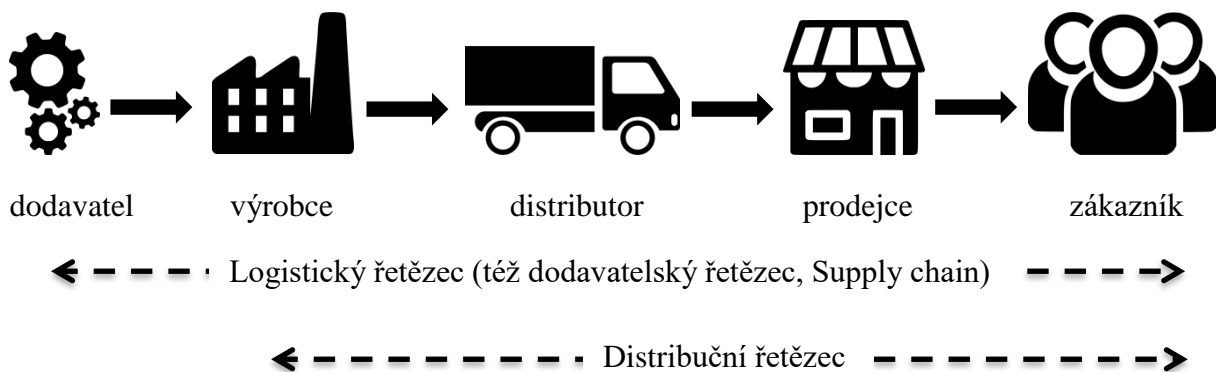 dodavatel výrobce distributor prodejce zákazník
Logistický řetězec (též dodavatelský řetězec, Supply chain)
Distribuční řetězec